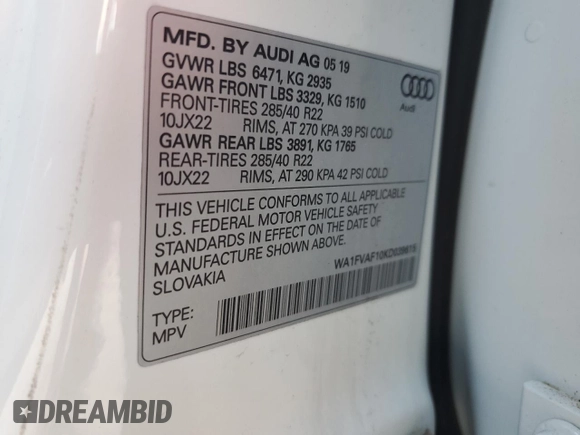 MFD. BY AUDI AG 05 19
GVWR LBS 6471, KG 2935
GAWR FRONT LBS 3329, KG 1510
FRONT-TIRES 285/40 R22
10JX22 RIMS, AT 270 KPA 39 PSI COLD
GAWR REAR LBS 3891, KG 1765
REAR-TIRES 285/40 R22
10JX22 RIMS, AT 290 KPA 42 PSI COLD
Audi
THIS VEHICLE CONFORMS TO ALL APPLICABLE
U.S. FEDERAL MOTOR VEHICLE SAFETY
STANDARDS IN EFFECT ON THE DATE OF
MANUFACTURE SHOWN ABOVE.
SLOVAKIA
TYPE:
MPV
DREAMBID